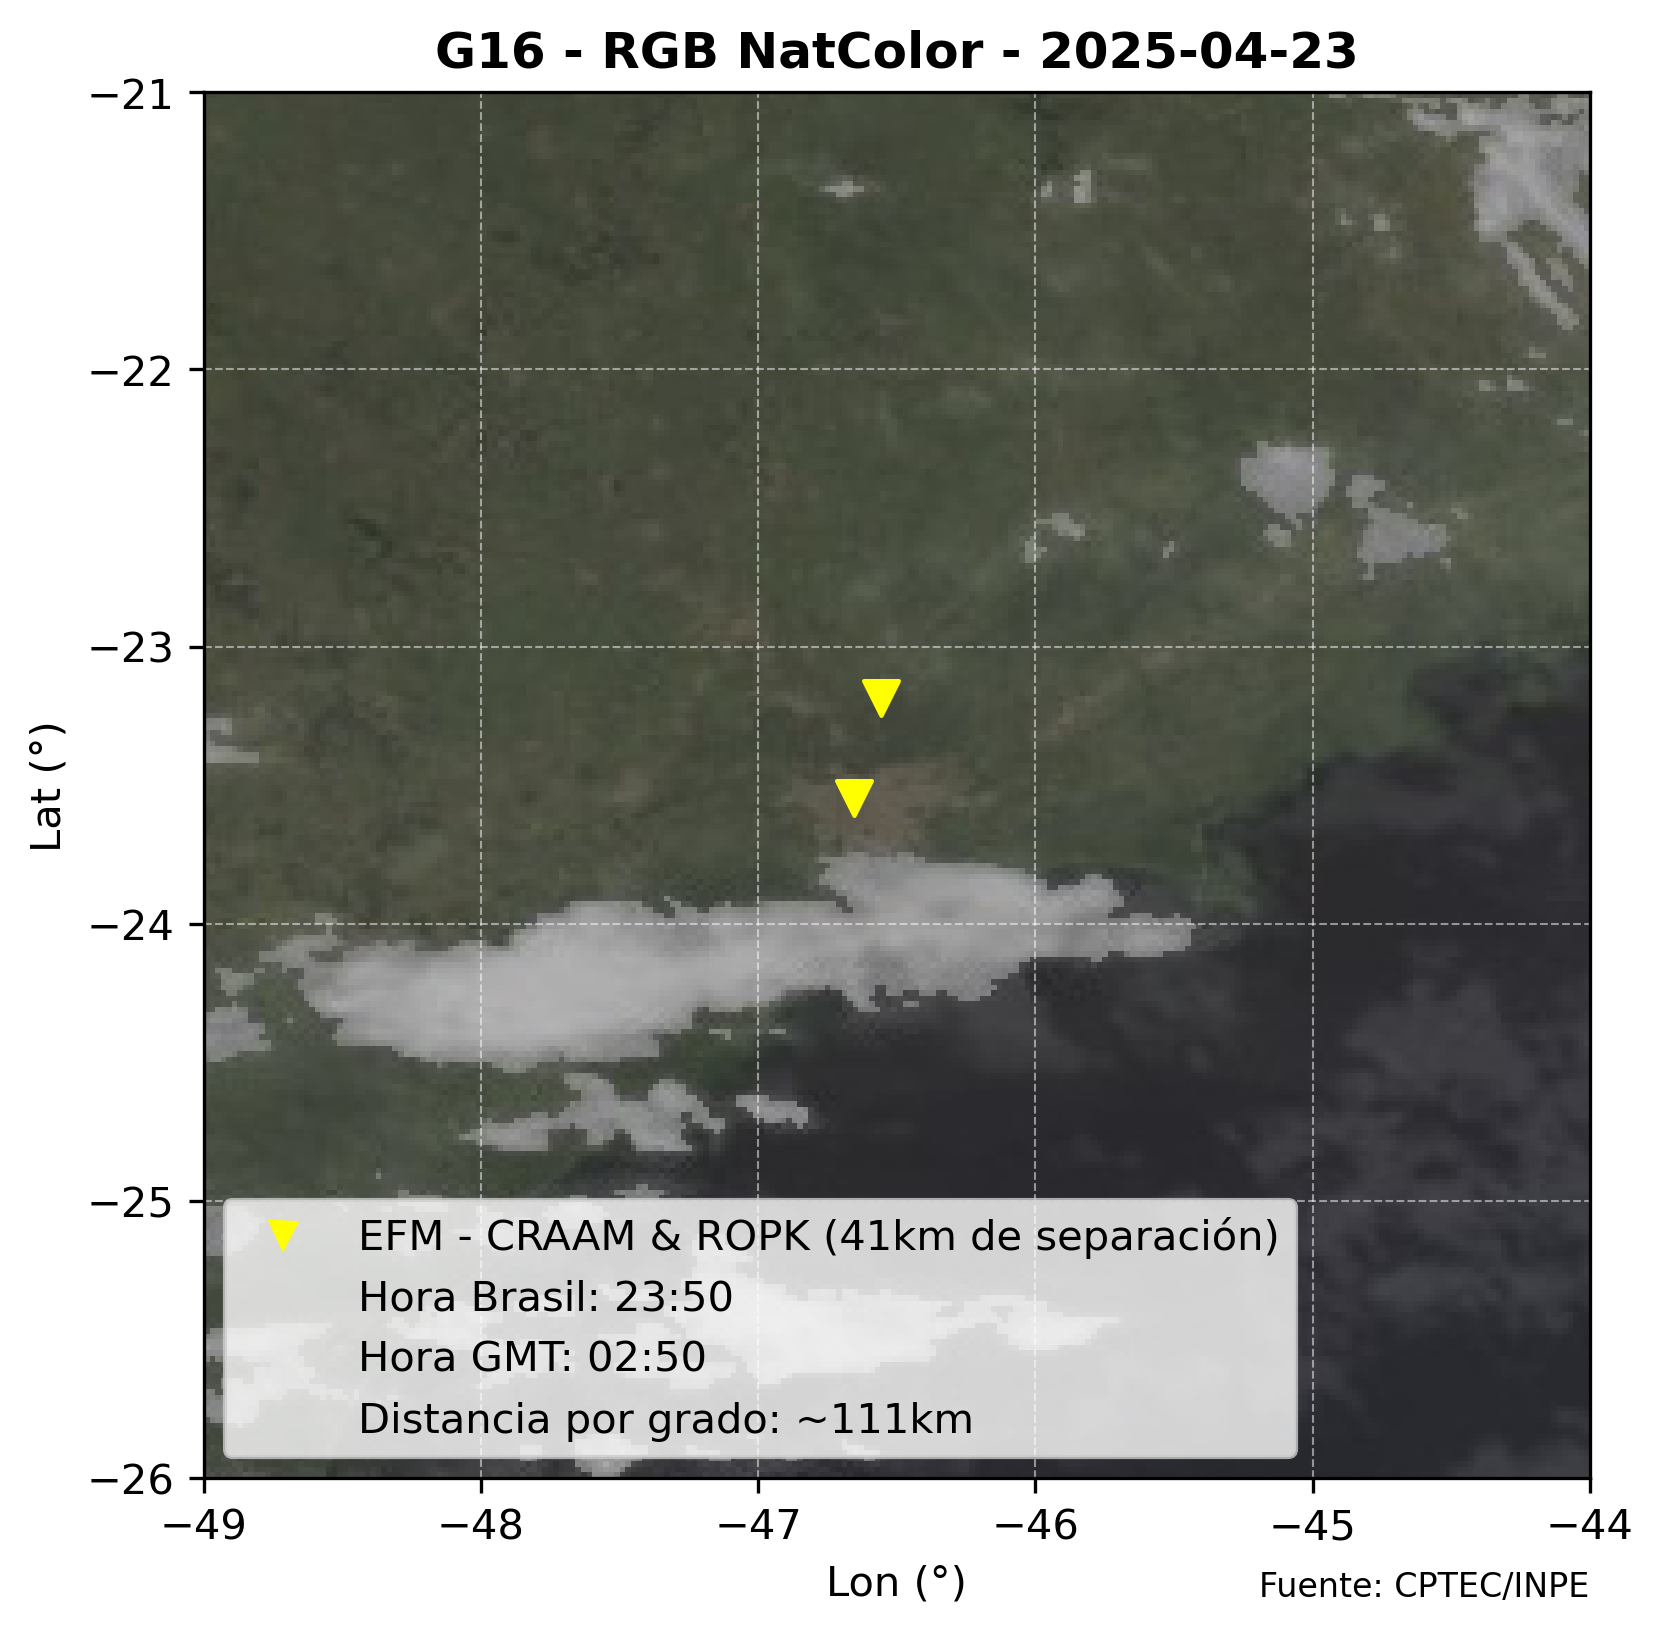 G16 - RGB NatColor - 2025-04-23
−21
−22
−23
−24
−25
−26
Lat (°)
EFM - CRAAM & ROPK (41km de separación)
Hora Brasil: 23:50
Hora GMT: 02:50
Distancia por grado: ~111km
−49 −48 −47 −46 −45 −44
Lon (°)
Fuente: CPTEC/INPE